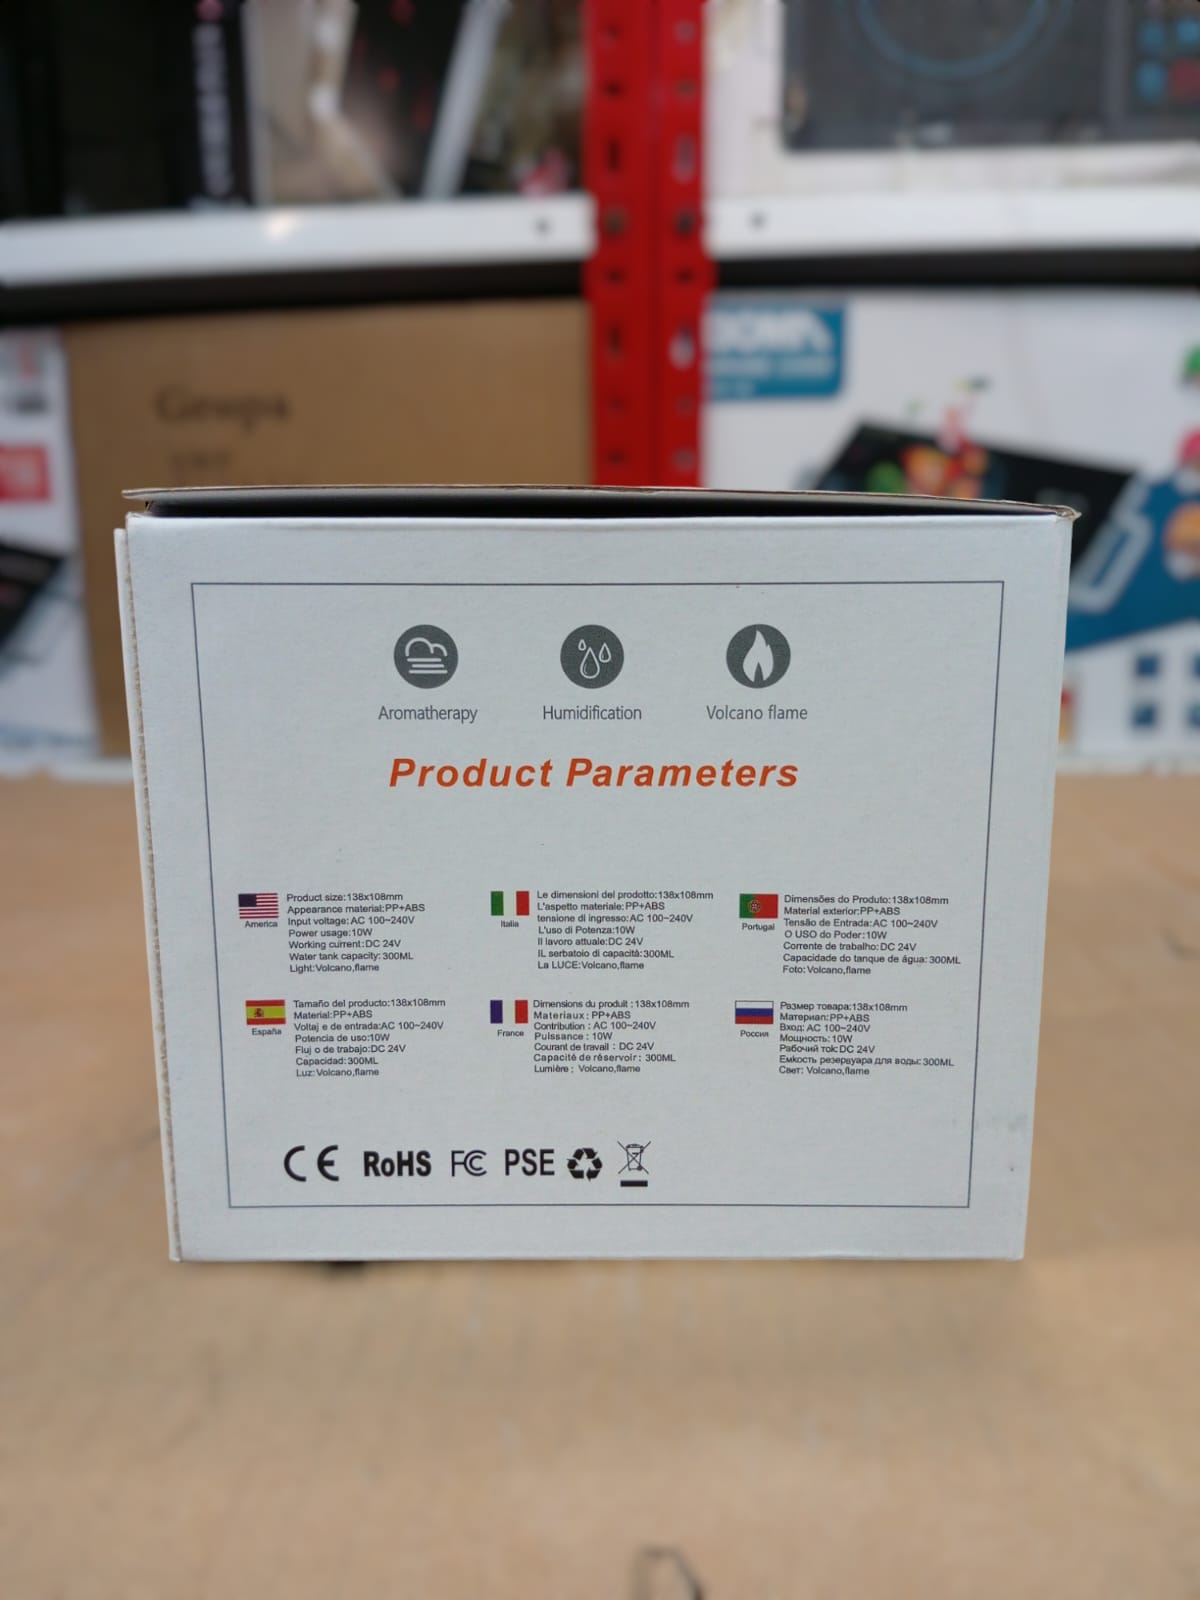 Geepa
Aromatherapy
Humidification
Volcano flame
Product Parameters
America
Product size:138x108mm
Appearance material:PP+ABS
Input voltage:AC 100~240V
Power usage:10W
Working current:DC 24V
Water tank capacity:300ML
Light:Volcano,flame
Italia
Le dimensioni del prodotto:138x108mm
L'aspetto materiale:PP+ABS
tensione di ingresso:AC 100~240V
L'uso di Potenza:10W
Il lavoro attuale:DC 24V
IL serbatoio di capacità:300ML
La LUCE:Volcano,flame
Portugal
Dimensões do Produto:138x108mm
Material exterior:PP+ABS
Tensão de Entrada:AC 100~240V
O USO do Poder:10W
Corrente de trabalho:DC 24V
Capacidade do tanque de água:300ML
Foto:Volcano,flame
España
Tamaño del producto:138x108mm
Material:PP+ABS
Voltaj e de entrada:AC 100~240V
Potencia de uso:10W
Fluj o de trabajo:DC 24V
Capacidad:300ML
Luz:Volcano,flame
France
Dimensions du produit : 138x108mm
Materiaux : PP+ABS
Contribution : AC 100~240V
Puissance : 10W
Courant de travail : DC 24V
Capacité de réservoir : 300ML
Lumière : Volcano,flame
Россия
Размер товара:138x108mm
Материал:PP+ABS
Вход: AC 100~240V
Мощность: 10W
Рабочий ток:DC 24V
Емкость резервуара для воды: 300ML
Свет: Volcano,flame
CE RoHS FC PSE